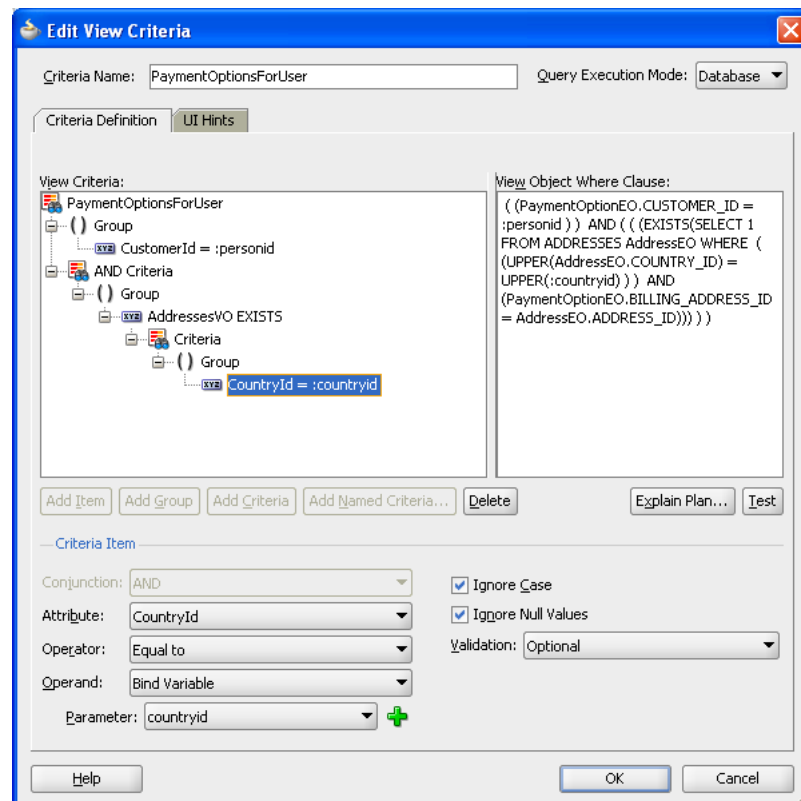 Edit View Criteria
Criteria Name: PaymentOptionsForUser Query Execution Mode: Database
Criteria Definition UI Hints
View Criteria: View Object Where Clause:
PaymentOptionsForUser
( ) Group
XYZ CustomerId = :personid
AND Criteria
( ) Group
XYZ AddressesVO EXISTS
Criteria
( ) Group
XYZ CountryId = :countryid
( (PaymentOptionEO.CUSTOMER_ID =
:personid ) ) AND ( ( (EXISTS(SELECT 1
FROM ADDRESSES AddressEO WHERE (
(UPPER(AddressEO.COUNTRY_ID) =
UPPER(:countryid) ) ) AND
(PaymentOptionEO.BILLING_ADDRESS_ID
= AddressEO.ADDRESS_ID))) ) )
Add Item Add Group Add Criteria Add Named Criteria... Delete Explain Plan... Test
Criteria Item
Conjunction: AND Ignore Case
Attribute: CountryId Ignore Null Values
Operator: Equal to Validation: Optional
Operand: Bind Variable
Parameter: countryid
Help OK Cancel